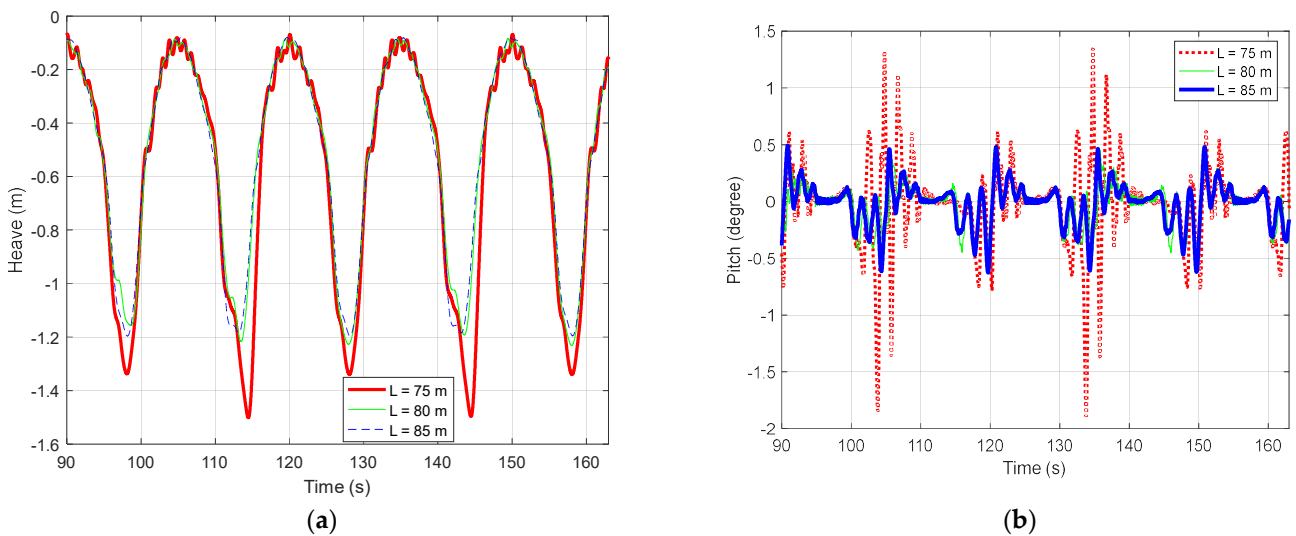 0
-0.2
-0.4
-0.6
-0.8
-1
-1.2
-1.4
-1.6
Heave (m)
L = 75 m
L = 80 m
L = 85 m
90 100 110 120 130 140 150 160
Time (s)
(a)
1.5
1
0.5
0
-0.5
-1
-1.5
-2
Pitch (degree)
L = 75 m
L = 80 m
L = 85 m
90 100 110 120 130 140 150 160
Time (s)
(b)